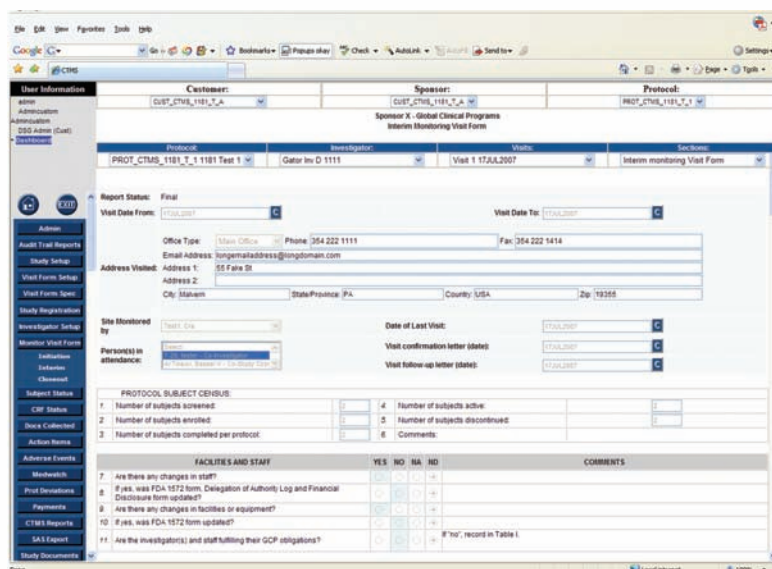 File Edit View Favorites Tools Help
Google G Go Bookmarks Popups okay Check AutoLink AutoFill Send to Settings
CTMS Page Tools
User Information Customer: Sponsor: Protocol:
admin CUST_CTMS_1181_T_A CUST_CTMS_1181_T_A PROT_CTMS_1181_T_1
Admincustom
Admincustom
DSG Admin (Cust)
Dashboard
Sponsor X - Global Clinical Programs
Interim Monitoring Visit Form
Protocol: Investigator: Visits: Sections:
PROT_CTMS_1181_T_1 1181 Test 1 Gator Inv D 1111 Visit 1 17JUL2007 Interim monitoring Visit Form
EXIT
Admin
Audit Trail Reports
Study Setup
Visit Form Setup
Visit Form Spec
Study Registration
Investigator Setup
Monitor Visit Form
Initiation
Interim
Closeout
Subject Status
CRF Status
Docs Collected
Action Items
Adverse Events
Medwatch
Prot Deviations
Payments
CTMS Reports
SAS Export
Study Documents
Report Status: Final
Visit Date From: 17JUL2007 C Visit Date To: 17JUL2007 C
Office Type: Main Office Phone: 354 222 1111 Fax: 354 222 1414
Email Address: longemailaddress@longdomain.com
Address Visited: Address 1: 55 Fake St
Address 2:
City: Malvern State/Province: PA Country: USA Zip: 19355
Site Monitored by Test1, Cra Date of Last Visit: 17JUL2007 C
Person(s) in attendance: Select Visit confirmation letter (date): 17JUL2007 C
Visit follow-up letter (date): 17JUL2007 C
PROTOCOL SUBJECT CENSUS:
1. Number of subjects screened: 2 4. Number of subjects active: 2
2. Number of subjects enrolled: 2 5. Number of subjects discontinued: 2
3. Number of subjects completed per protocol: 2 6. Comments:
FACILITIES AND STAFF YES NO NA ND COMMENTS
7. Are there any changes in staff?
8. If yes, was FDA 1572 form, Delegation of Authority Log and Financial
Disclosure form updated?
9. Are there any changes in facilities or equipment?
10. If yes, was FDA 1572 form updated?
11. Are the investigator(s) and staff fulfilling their GCP obligations? If "no", record in Table I.